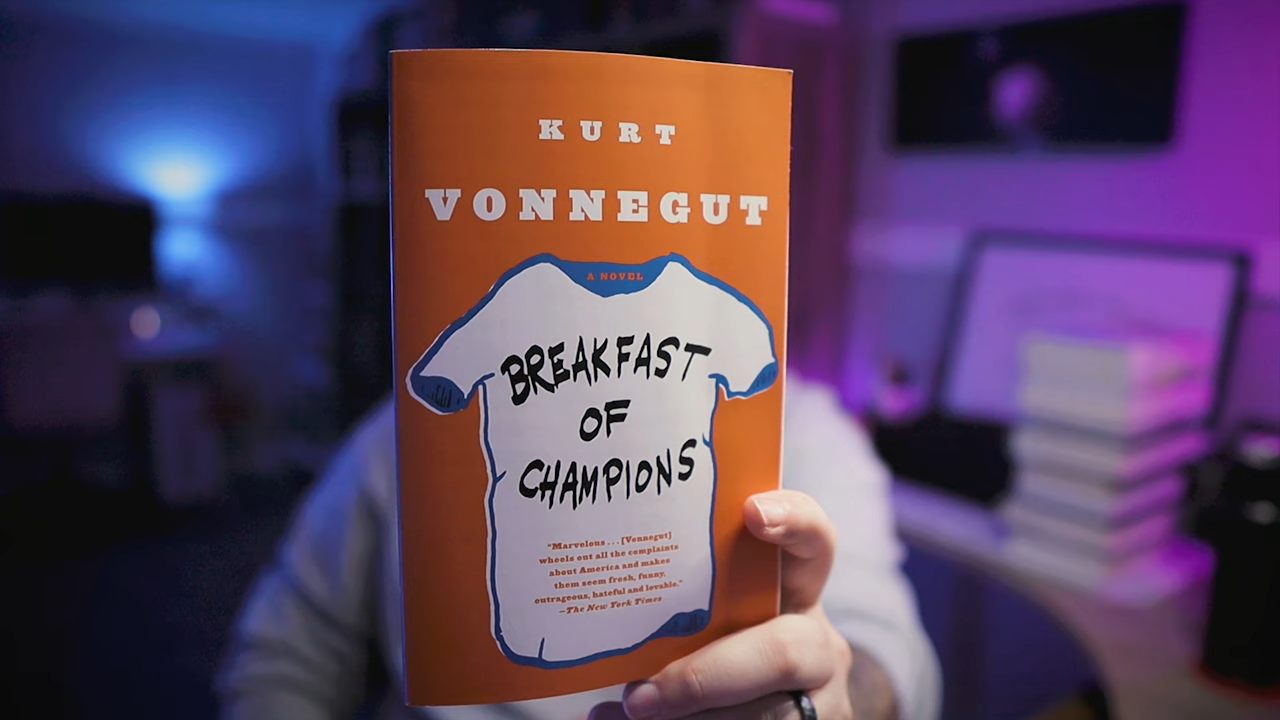 KURT
VONNEGUT
A NOVEL
BREAKFAST
OF
CHAMPIONS
"Marvelous . . . [Vonnegut]
wheels out all the complaints
about America and makes
them seem fresh, funny,
outrageous, hateful and lovable."
—The New York Times